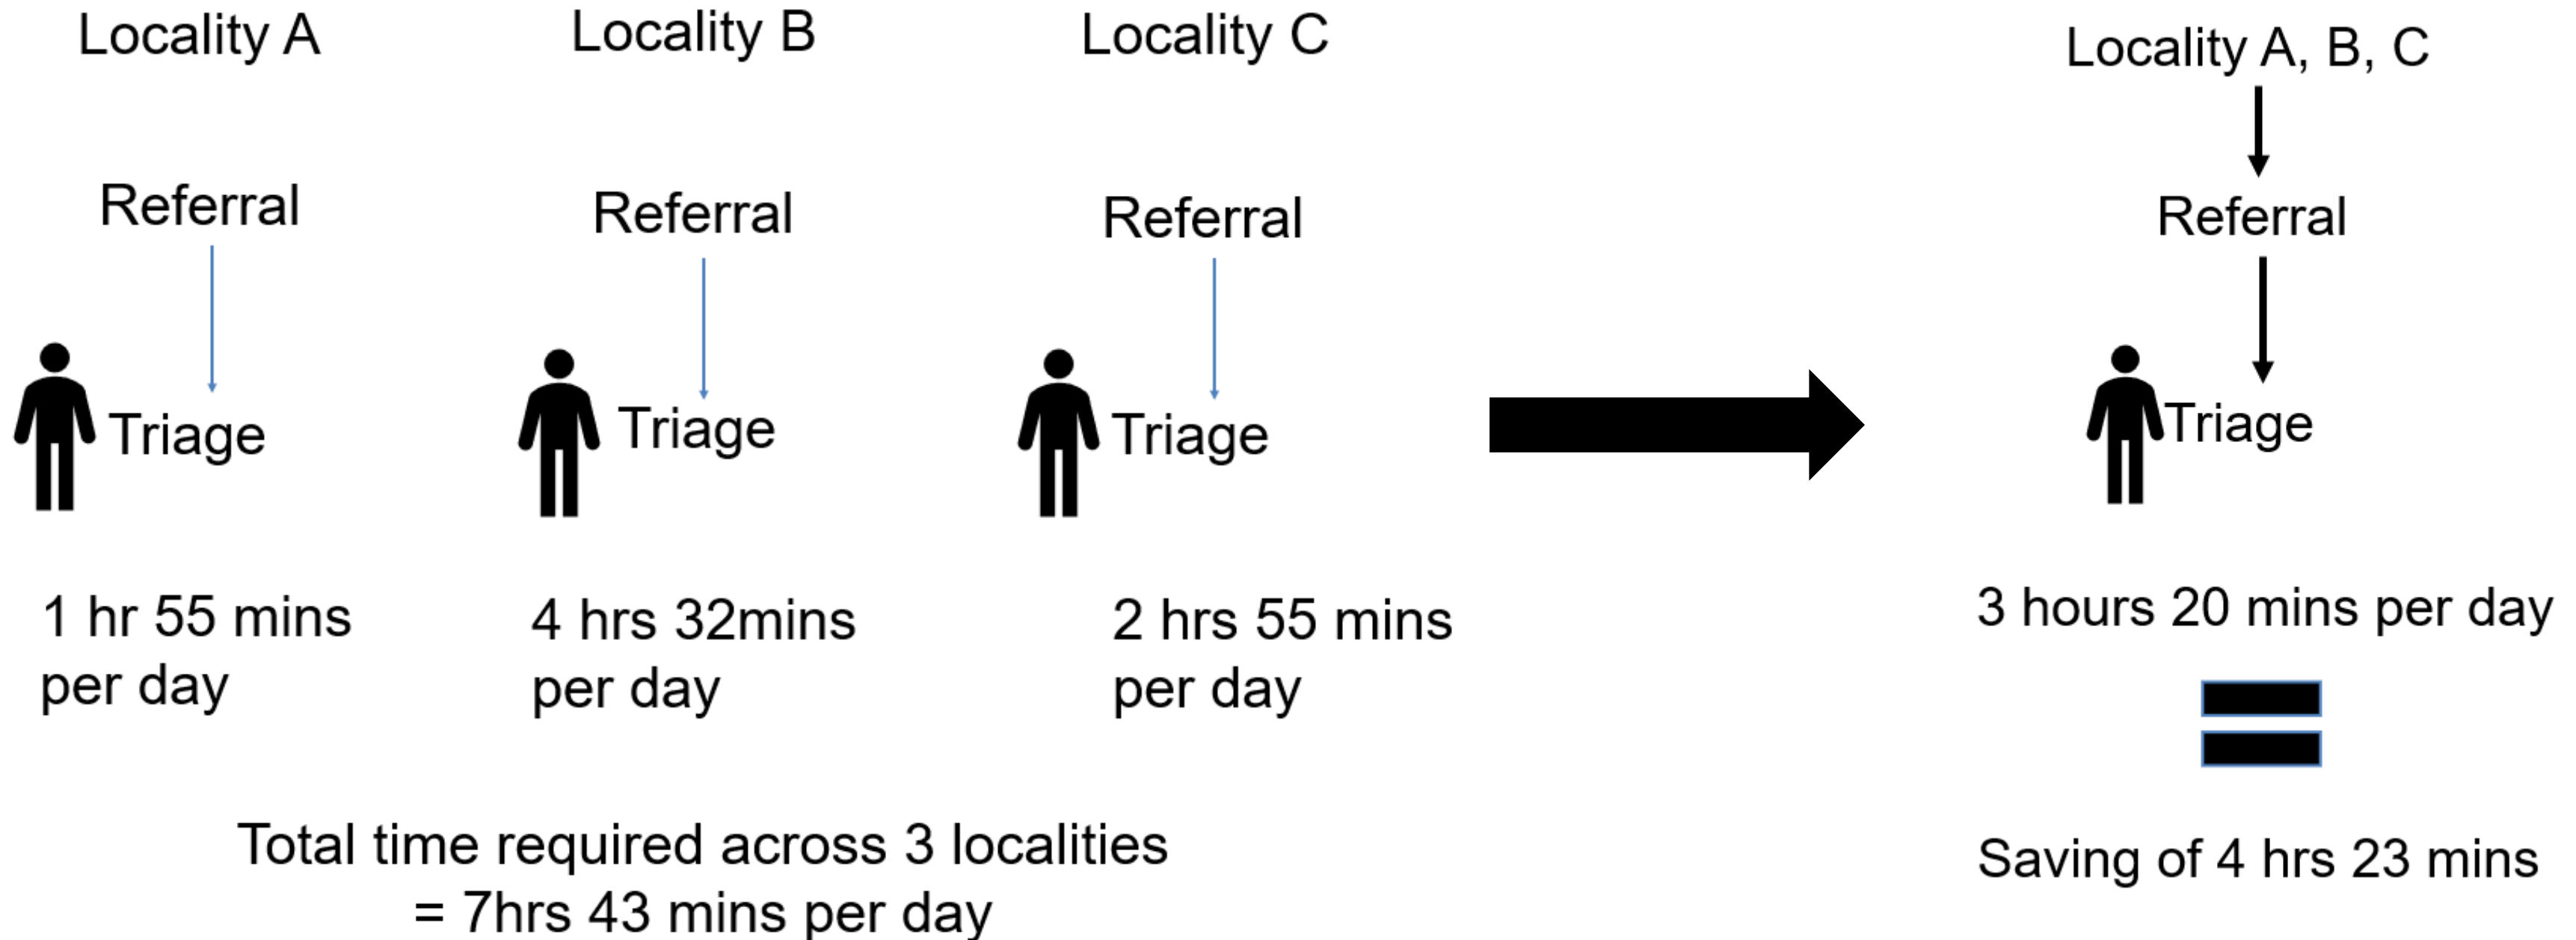 Locality A
Referral
Triage
1 hr 55 mins
per day
Locality B
Referral
Triage
4 hrs 32mins
per day
Locality C
Referral
Triage
2 hrs 55 mins
per day
Total time required across 3 localities
= 7hrs 43 mins per day
Locality A, B, C
Referral
Triage
3 hours 20 mins per day
Saving of 4 hrs 23 mins